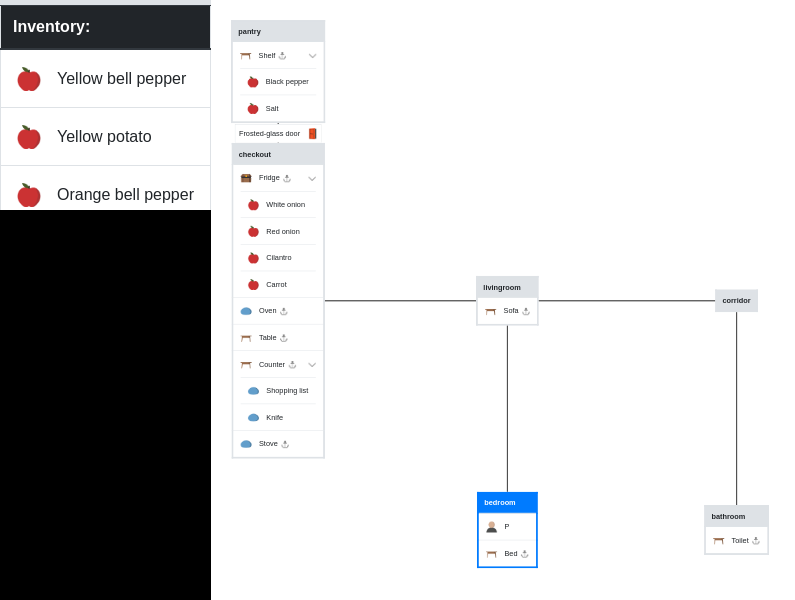 Inventory:
Yellow bell pepper
Yellow potato
Orange bell pepper
pantry
Shelf
Black pepper
Salt
Frosted-glass door
checkout
Fridge
White onion
Red onion
Cilantro
Carrot
Oven
Table
Counter
Shopping list
Knife
Stove
livingroom
Sofa
corridor
bedroom
P
Bed
bathroom
Toilet